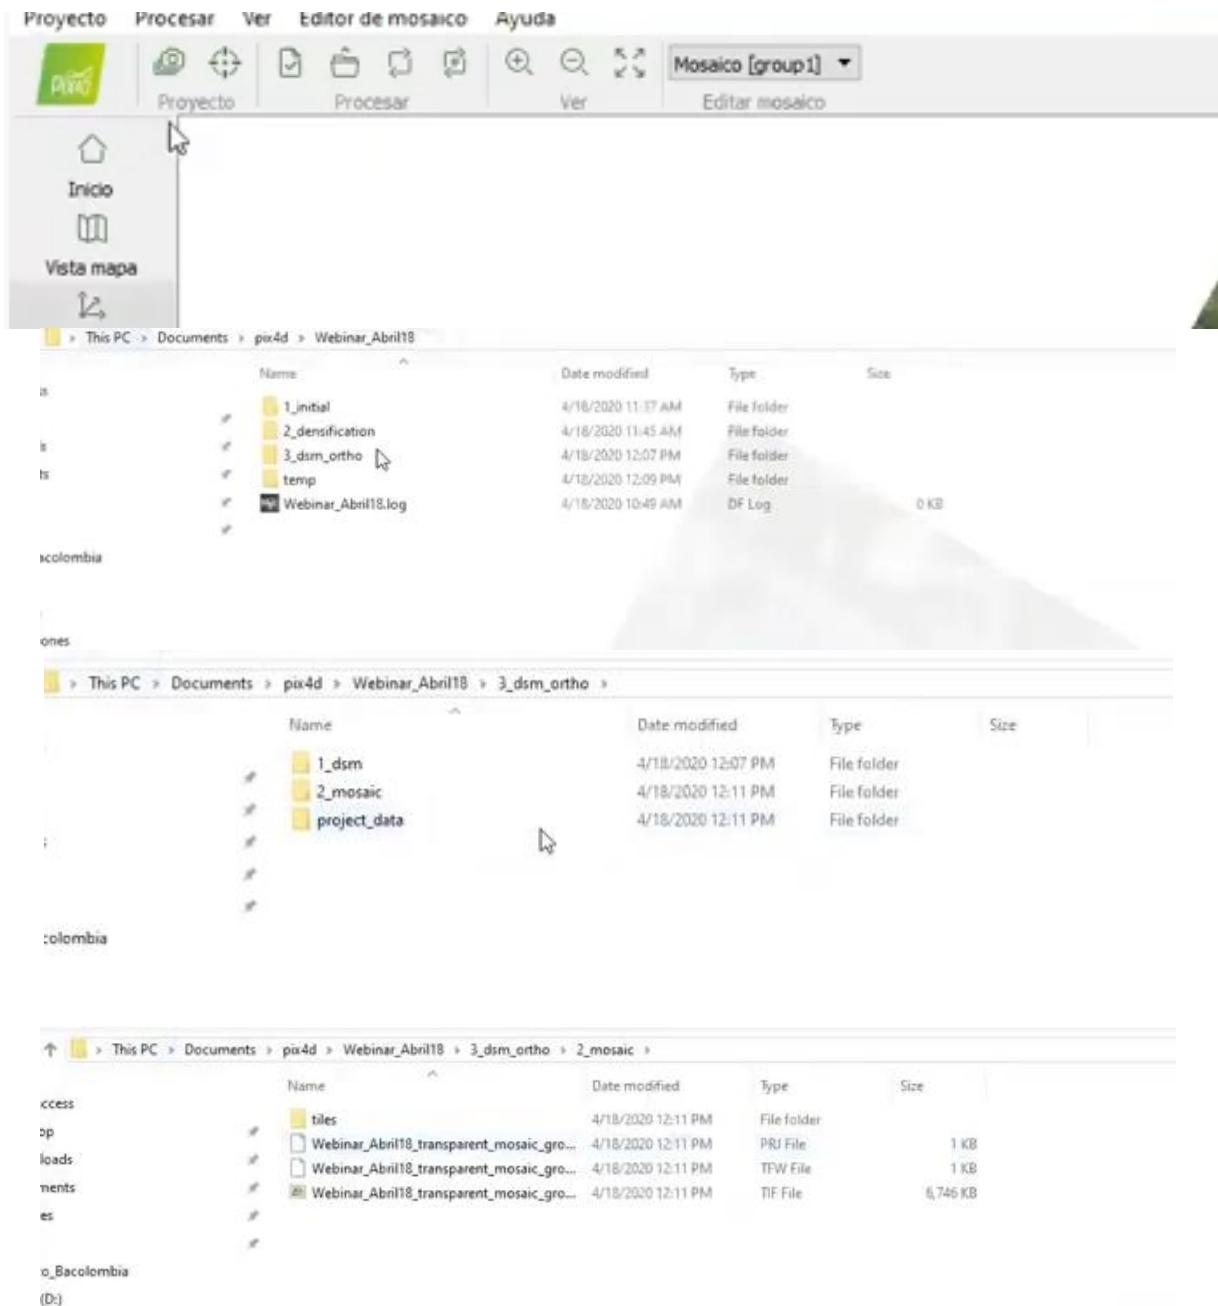 Proyecto Procesar Ver Editor de mosaico Ayuda
Mosaico [group1]
Proyecto Procesar Ver Editar mosaico
Inicio
Vista mapa
This PC > Documents > pix4d > Webinar_Abril18
Name Date modified Type Size
1_initial 4/18/2020 11:37 AM File folder
2_densification 4/18/2020 11:45 AM File folder
3_dsm_ortho 4/18/2020 12:07 PM File folder
temp 4/18/2020 12:09 PM File folder
Webinar_Abril18.log 4/18/2020 10:49 AM DF Log 0 KB
acolombia
ones
This PC > Documents > pix4d > Webinar_Abril18 > 3_dsm_ortho >
Name Date modified Type Size
1_dsm 4/18/2020 12:07 PM File folder
2_mosaic 4/18/2020 12:11 PM File folder
project_data 4/18/2020 12:11 PM File folder
colombia
This PC > Documents > pix4d > Webinar_Abril18 > 3_dsm_ortho > 2_mosaic >
Name Date modified Type Size
ccess
tiles 4/18/2020 12:11 PM File folder
op
Webinar_Abril18_transparent_mosaic_gro... 4/18/2020 12:11 PM PRJ File 1 KB
loads
Webinar_Abril18_transparent_mosaic_gro... 4/18/2020 12:11 PM TFW File 1 KB
ments
Webinar_Abril18_transparent_mosaic_gro... 4/18/2020 12:11 PM TIF File 6,746 KB
es
o_Bacolombia
(D:)